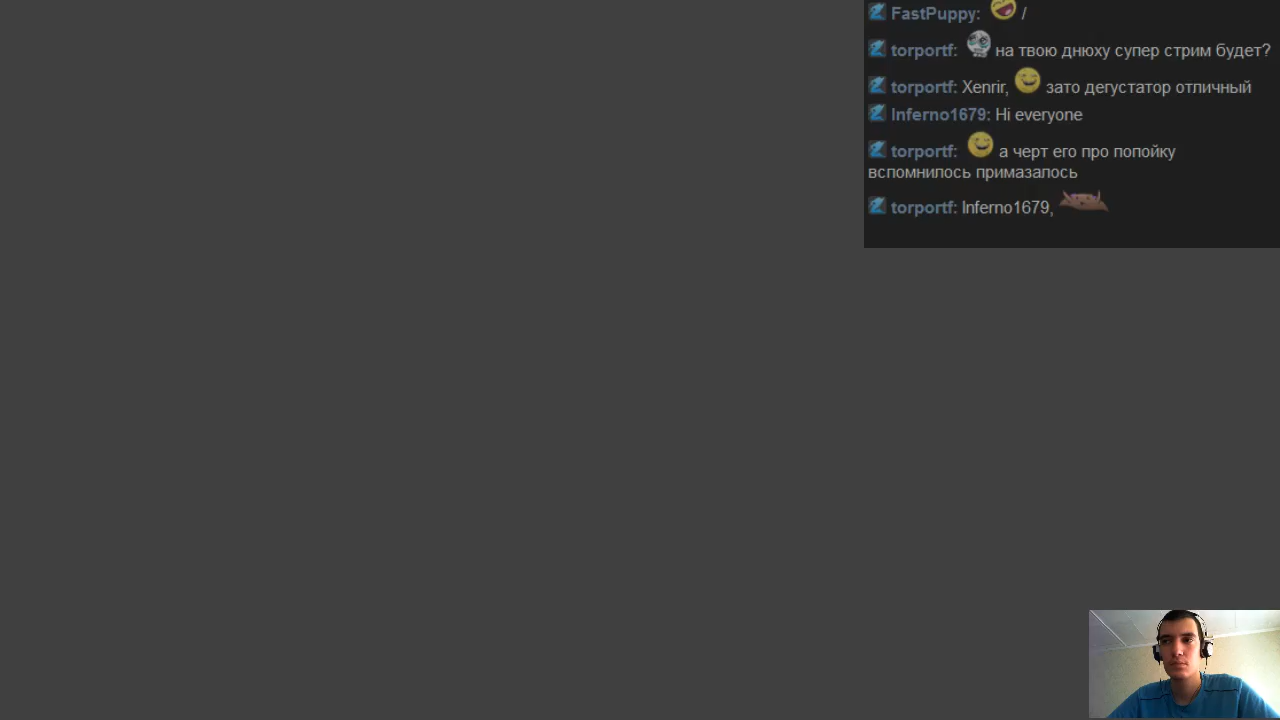 FastPuppy: /
torportf: на твою днюху супер стрим будет?
torportf: Xenrir, зато дегустатор отличный
Inferno1679: Hi everyone
torportf: а черт его про попойку
вспомнилось примазалось
torportf: Inferno1679,